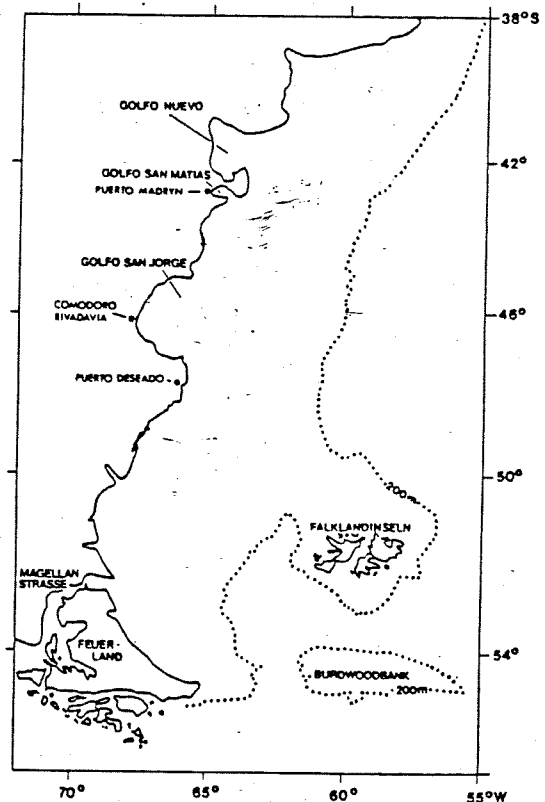 38°S
GOLFO NUEVO
42°
GOLFO SAN MATIAS
PUERTO MADRYN
GOLFO SAN JORGE
COMODORO
RIVADAVIA
46°
PUERTO DESEADO
50°
200m
FALKLANDINSELN
MAGELLAN
STRASSE
FEUER-
LAND
54°
BURDWOODBANK
200m
70°
65°
60°
55°W